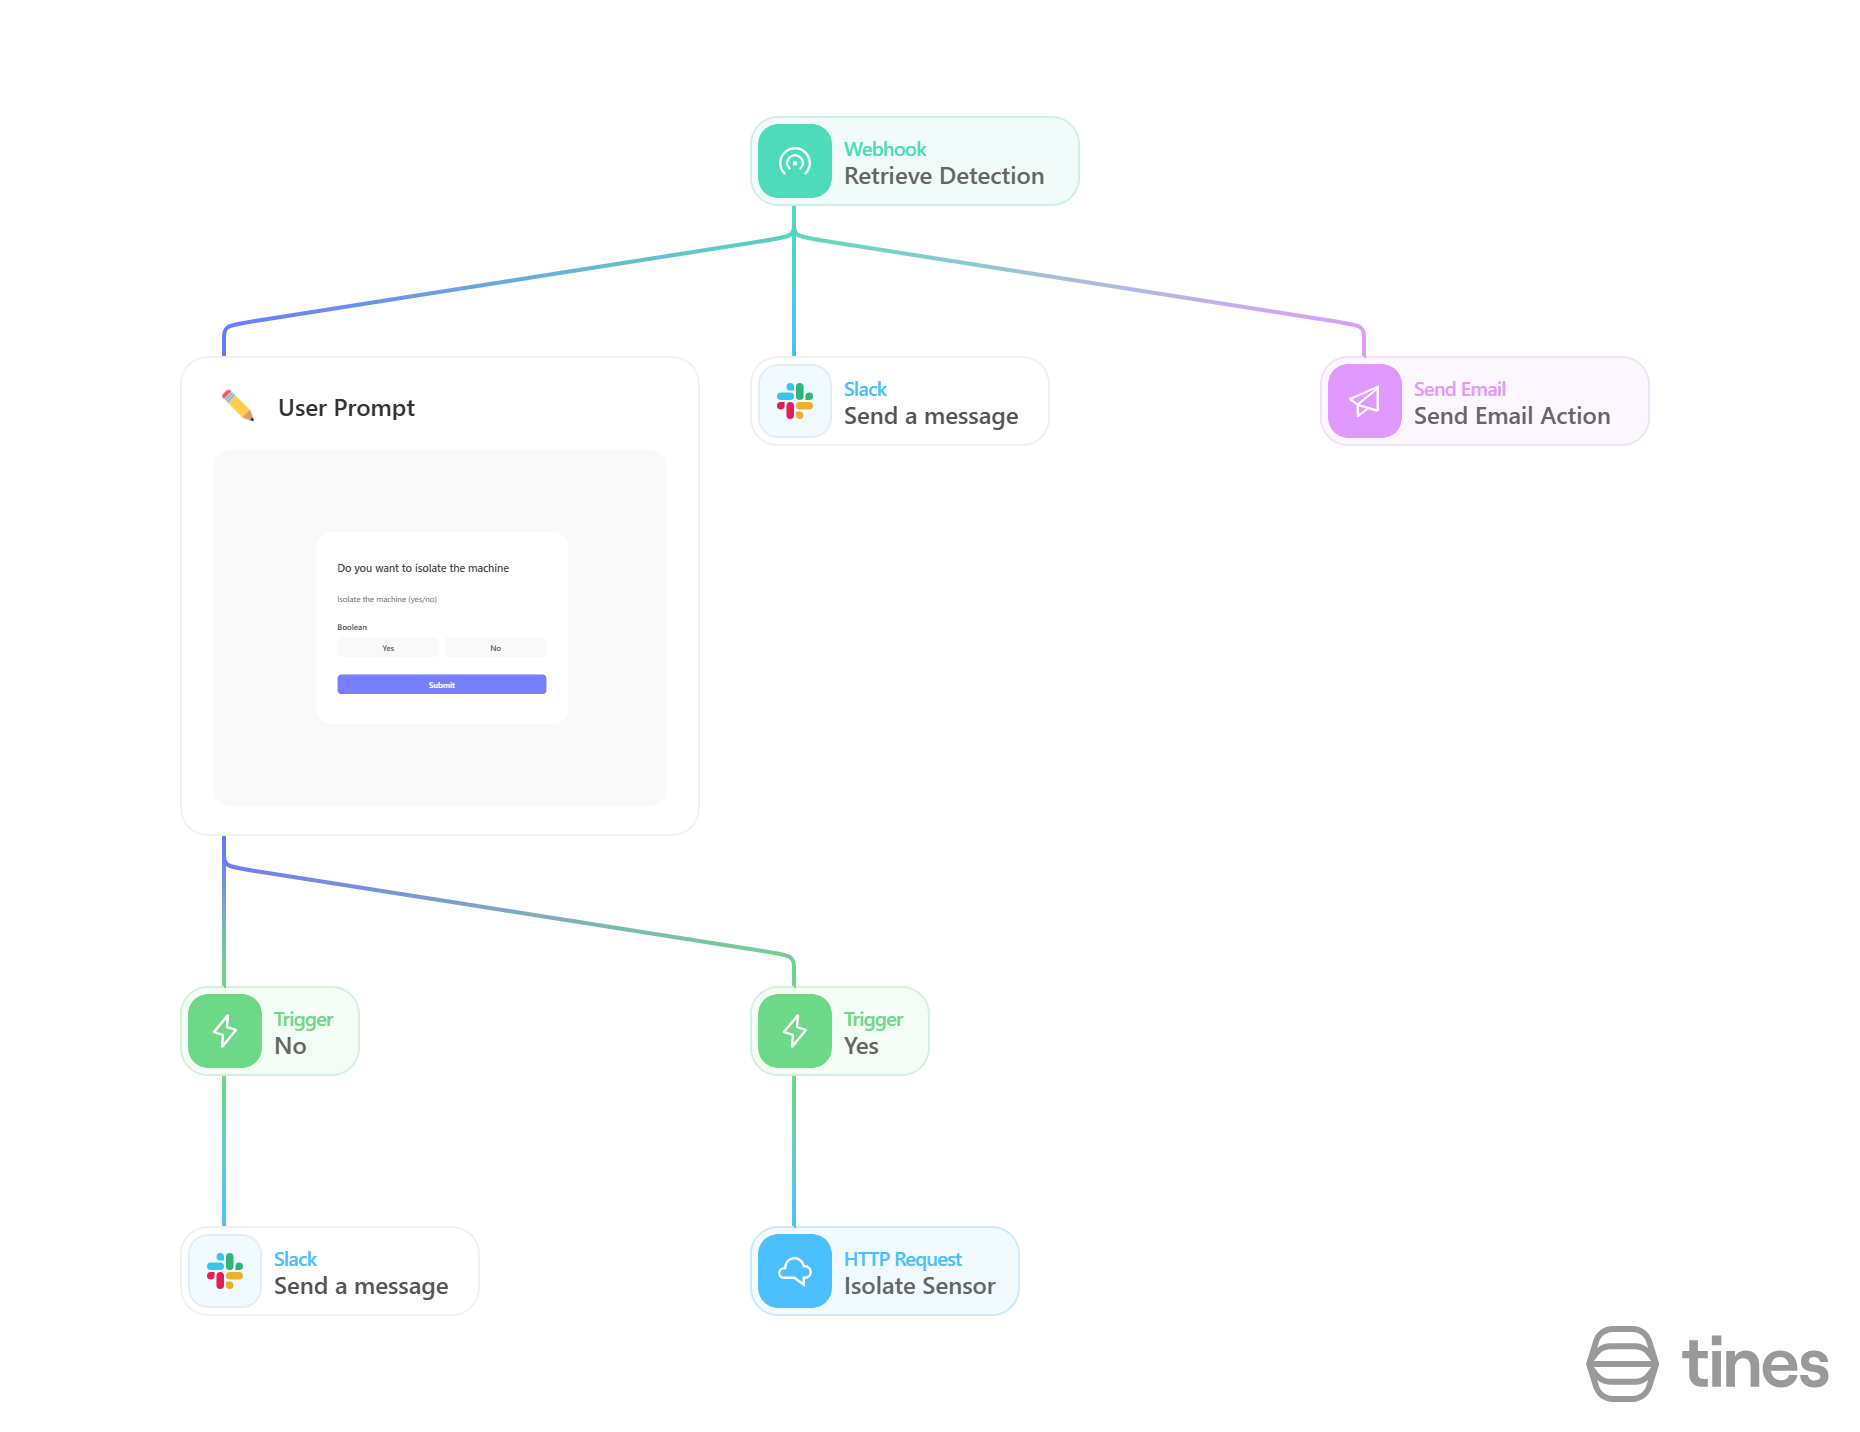 Webhook
Retrieve Detection
User Prompt
Do you want to isolate the machine
Isolate the machine (yes/no)
Boolean
Yes
No
Submit
Slack
Send a message
Send Email
Send Email Action
Trigger
No
Trigger
Yes
Slack
Send a message
HTTP Request
Isolate Sensor
tines